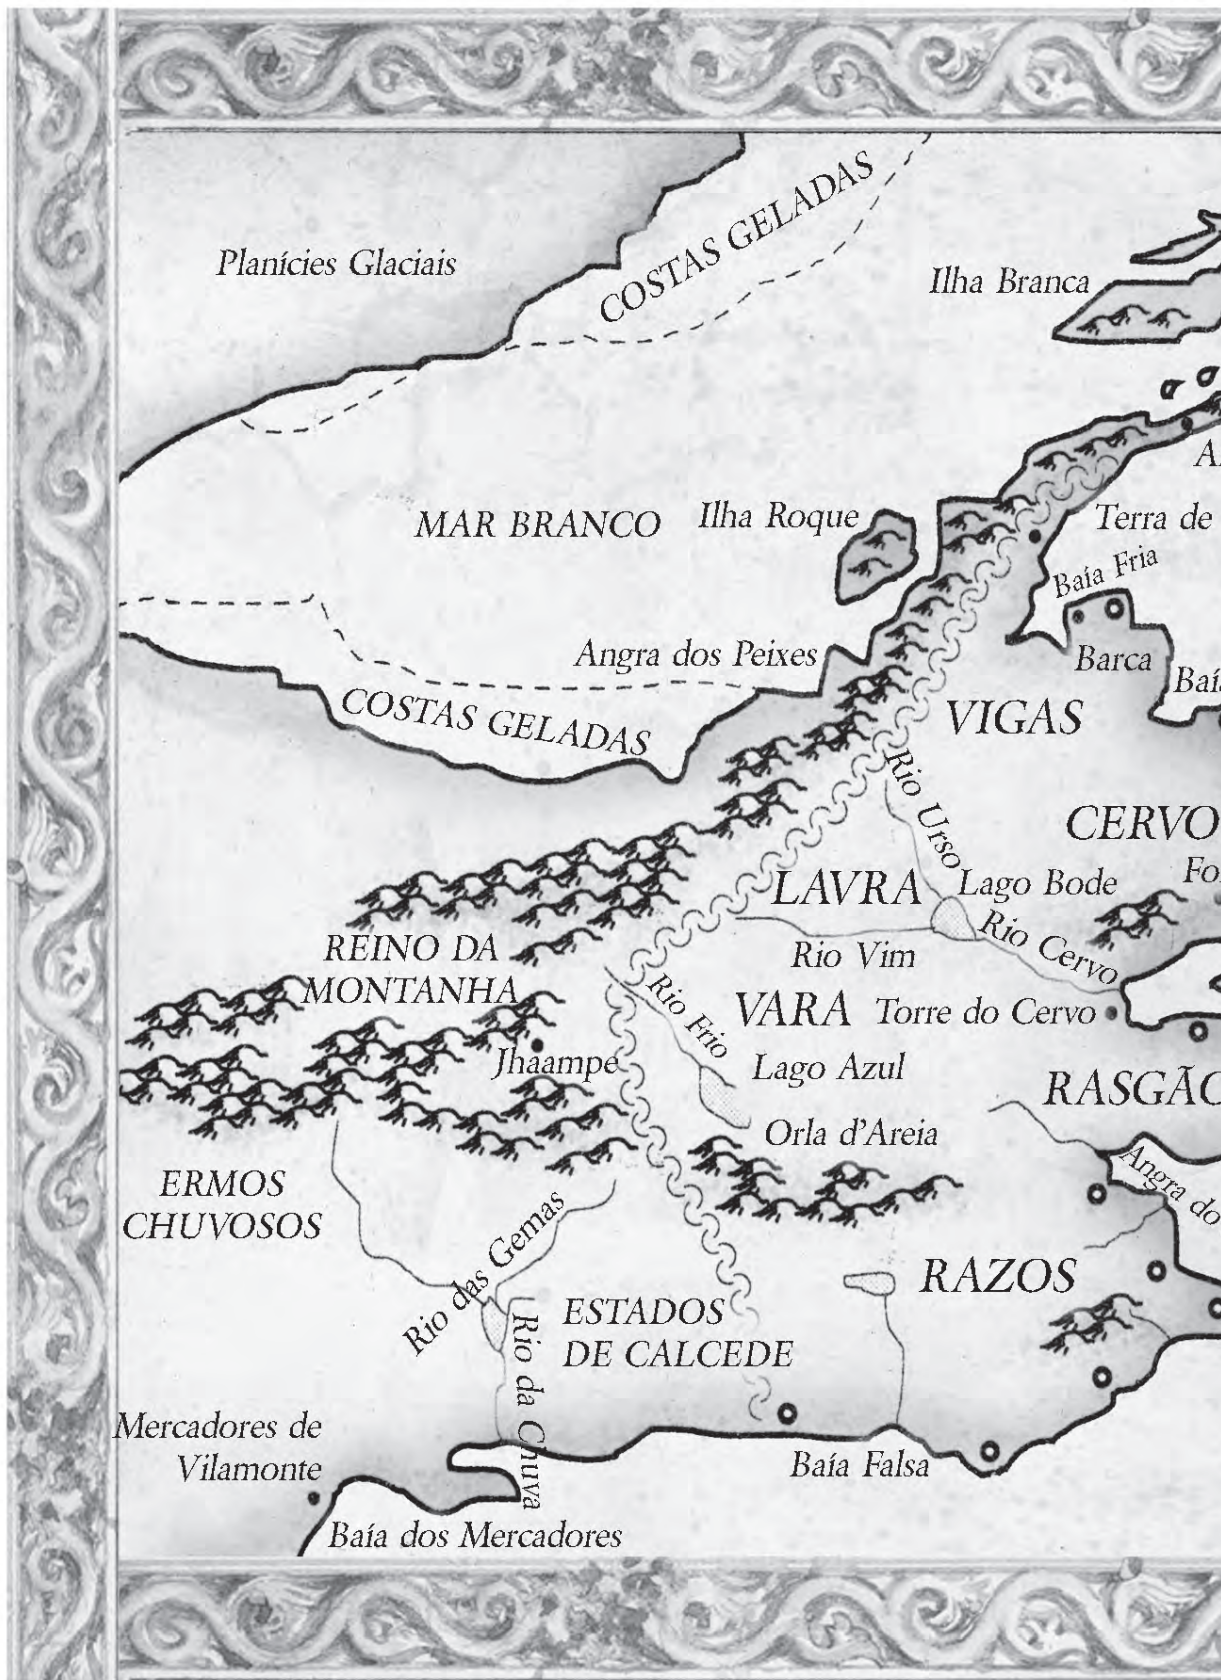 COSTAS GELADAS
Planícies Glaciais
Ilha Branca
MAR BRANCO
Ilha Roque
Terra de
Baía Fria
Angra dos Peixes
Barca
COSTAS GELADAS
VIGAS
Rio Urso
CERVO
LAVRA
Lago Bode
Rio Cervo
REINO DA
MONTANHA
Rio Vim
Rio Frio
VARA
Torre do Cervo
Jhaampe
Lago Azul
RASGÃO
Orla d'Areia
Angra do
ERMOS
CHUVOSOS
Rio das Gemas
RAZOS
ESTADOS
DE CALCEDE
Rio da Chuva
Mercadores de
Vilamonte
Baía Falsa
Baía dos Mercadores